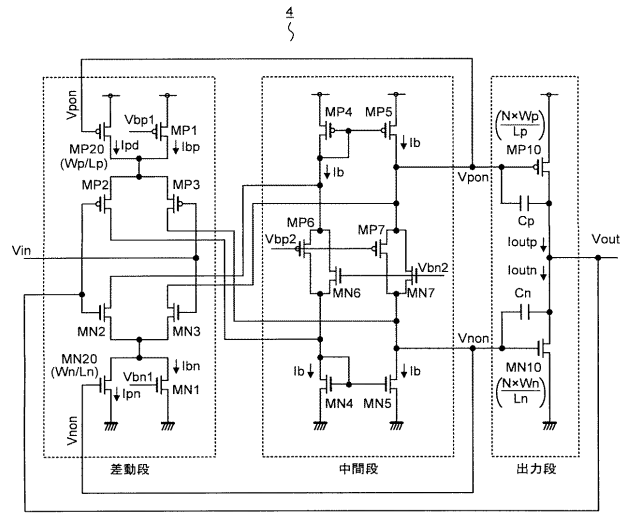 4
Vpon
Vbp1
MP20
(Wp/Lp)
Ipd
Ibp
MP1
MP2
MP3
Vin
MN2
MN3
MN20
(Wn/Ln)
Ipn
Vbn1
Ibn
MN1
Vnon
差動段
MP4
MP5
Ib
Ib
MP6
MP7
Vbp2
Vbn2
MN6
MN7
Ib
Ib
MN4
MN5
中間段
Vpon
Vnon
(N×Wp/Lp)
MP10
Cp
Ioutp
Vout
Ioutn
Cn
MN10
(N×Wn/Ln)
出力段